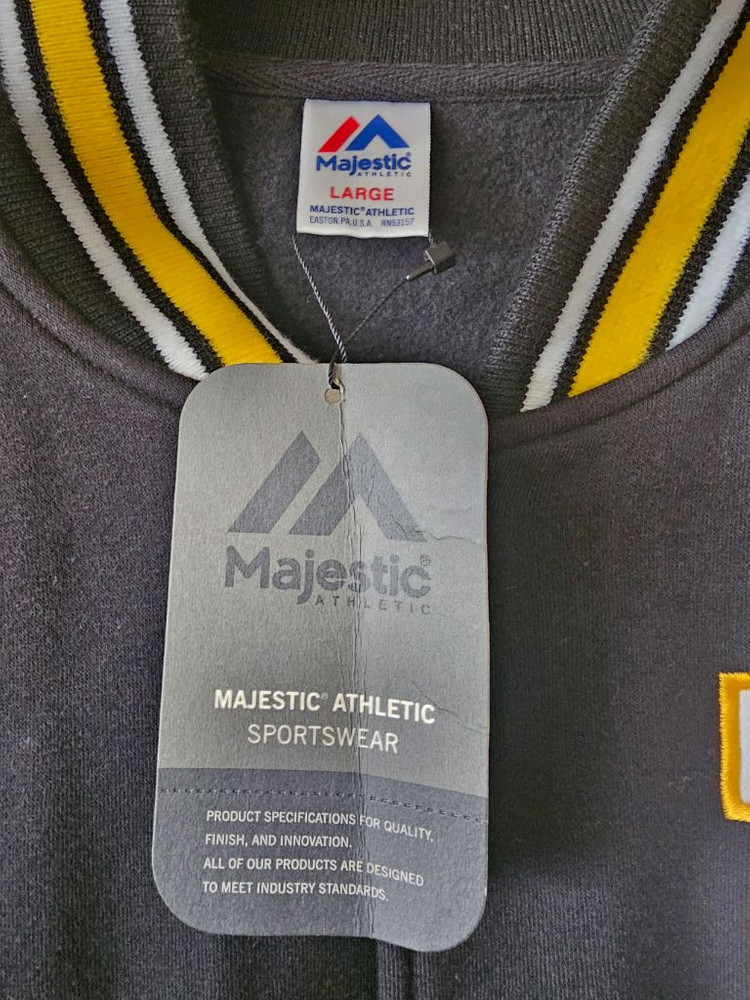 Majestic®
ATHLETIC
LARGE
MAJESTIC® ATHLETIC
EASTON, PA, U.S.A. RN53157
Majestic®
ATHLETIC
MAJESTIC® ATHLETIC
SPORTSWEAR
PRODUCT SPECIFICATIONS FOR QUALITY,
FINISH, AND INNOVATION.
ALL OF OUR PRODUCTS ARE DESIGNED
TO MEET INDUSTRY STANDARDS.